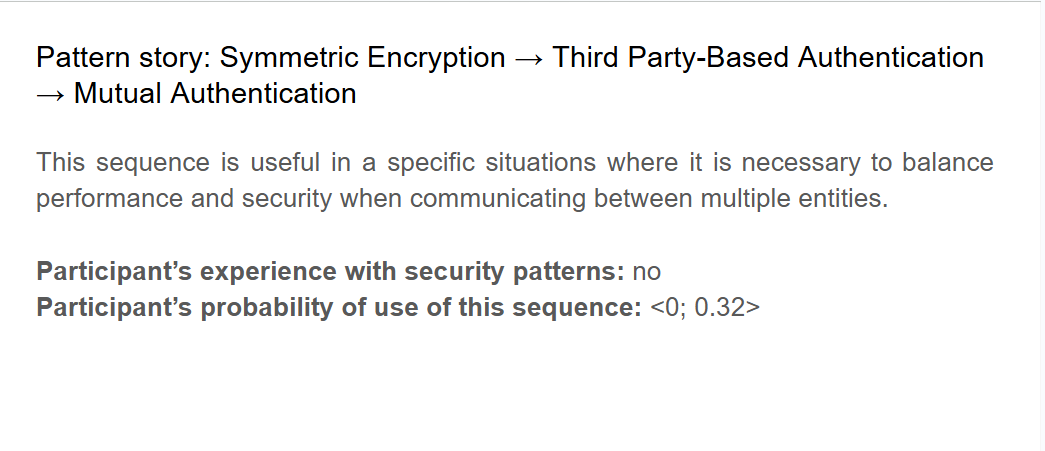 Pattern story: Symmetric Encryption → Third Party-Based Authentication
→ Mutual Authentication
This sequence is useful in a specific situations where it is necessary to balance
performance and security when communicating between multiple entities.
Participant’s experience with security patterns: no
Participant’s probability of use of this sequence: <0; 0.32>